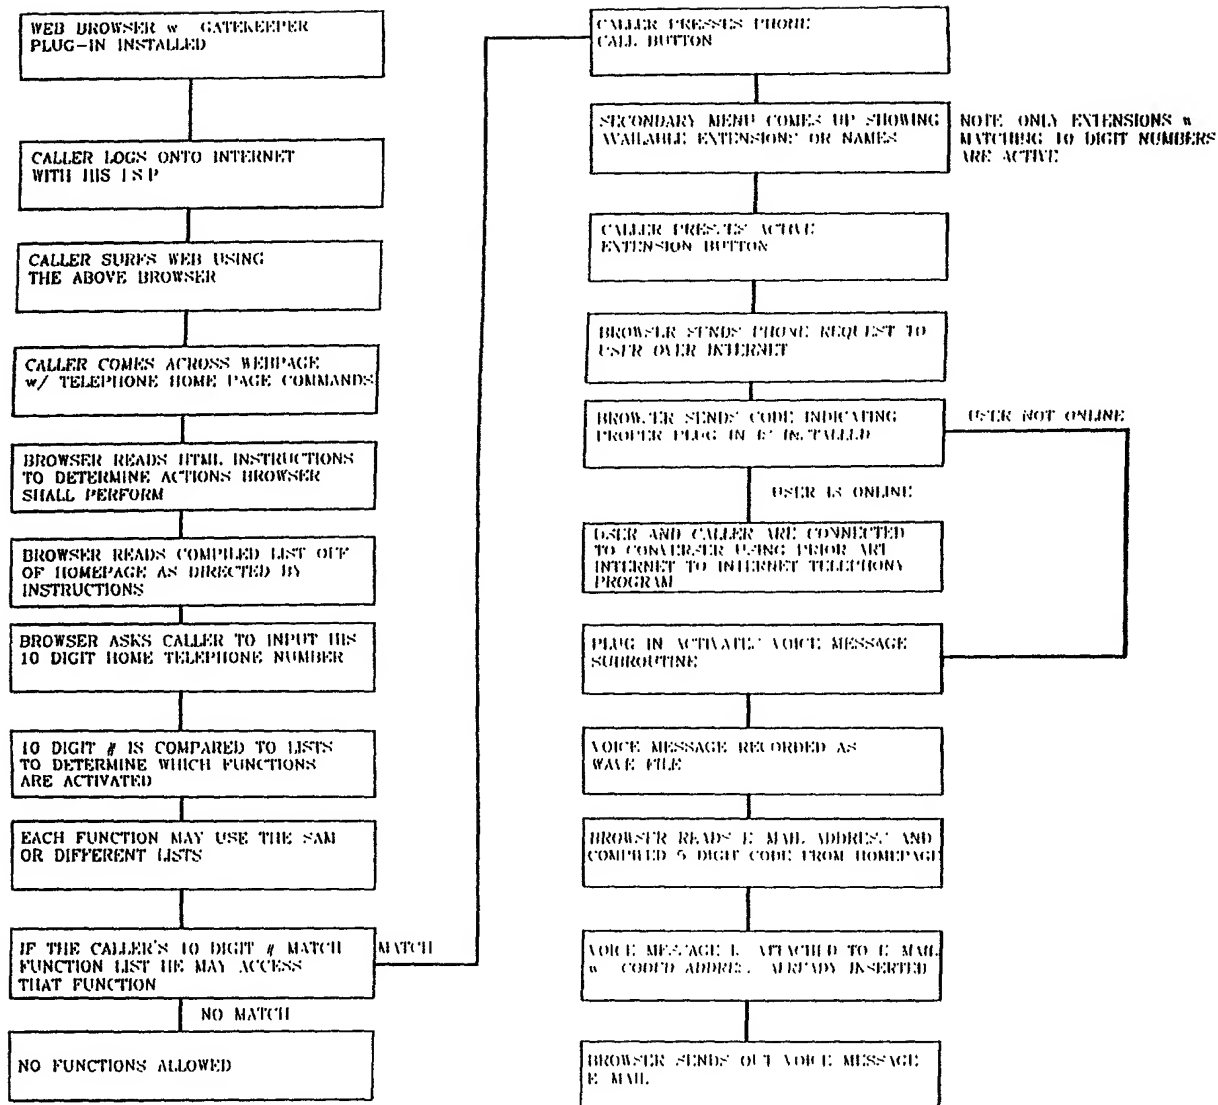 WEB BROWSER w GATEKEEPER
PLUG-IN INSTALLED
CALLER LOGS ONTO INTERNET
WITH HIS I S P
CALLER SURFS WEB USING
THE ABOVE BROWSER
CALLER COMES ACROSS WEBPAGE
w/ TELEPHONE HOME PAGE COMMANDS
BROWSER READS HTML INSTRUCTIONS
TO DETERMINE ACTIONS BROWSER
SHALL PERFORM
BROWSER READS COMPILED LIST OFF
OF HOMEPAGE AS DIRECTED BY
INSTRUCTIONS
BROWSER ASKS CALLER TO INPUT HIS
10 DIGIT HOME TELEPHONE NUMBER
10 DIGIT # IS COMPARED TO LISTS
TO DETERMINE WHICH FUNCTIONS
ARE ACTIVATED
EACH FUNCTION MAY USE THE SAM
OR DIFFERENT LISTS
IF THE CALLER'S 10 DIGIT # MATCH
FUNCTION LIST HE MAY ACCESS
THAT FUNCTION
MATCH
NO MATCH
NO FUNCTIONS ALLOWED
CALLER PRESSES PHONE
CALL BUTTON
SECONDARY MENU COMES UP SHOWING
AVAILABLE EXTENSIONS OR NAMES
NOTE ONLY EXTENSIONS w
MATCHING 10 DIGIT NUMBERS
ARE ACTIVE
CALLER PRESSES ACTIVE
EXTENSION BUTTON
BROWSER SENDS PHONE REQUEST TO
USER OVER INTERNET
BROWSER SENDS CODE INDICATING
PROPER PLUG IN IS INSTALLED
USER NOT ONLINE
USER IS ONLINE
USER AND CALLER ARE CONNECTED
TO CONVERSE USING PRIOR ART
INTERNET TO INTERNET TELEPHONY
PROGRAM
PLUG IN ACTIVATES VOICE MESSAGE
SUBROUTINE
VOICE MESSAGE RECORDED AS
WAVE FILE
BROWSER READS E MAIL ADDRESS AND
COMPILED 5 DIGIT CODE FROM HOMEPAGE
VOICE MESSAGE IS ATTACHED TO E MAIL
w CODED ADDRESS ALREADY INSERTED
BROWSER SENDS OUT VOICE MESSAGE
E MAIL